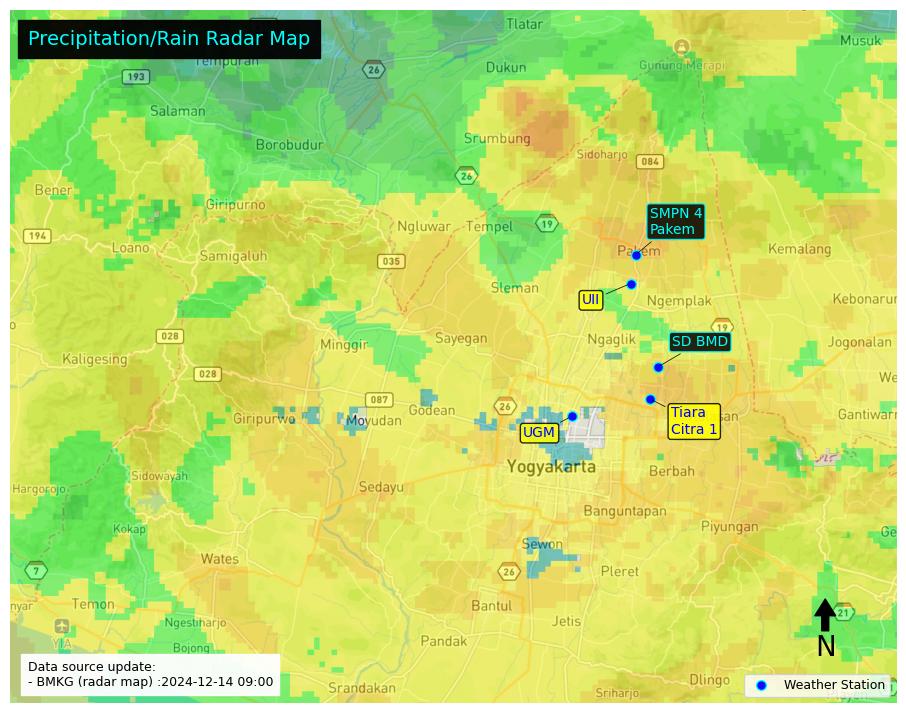 Precipitation/Rain Radar Map
Tlatar
Musuk
26
Tempuran
193
Dukun
Gunung Merapi
Salaman
Srumbung
Borobudur
Sidoharjo
084
26
Bener
Giripurno
SMPN 4
Pakem
194
Ngluwar
Tempel
19
Loano
Samigaluh
035
Pakem
Kemalang
Sleman
UII
Ngemplak
Kebonarum
028
Minggir
Sayegan
Ngaglik
19
SD BMD
Jogonalan
Kaligesing
028
087
Godean
26
Tiara
Citra 1
Giripurwo
Moyudan
UGM
Gantiwarno
Yogyakarta
Berbah
Sidowayah
Hargorojo
Sedayu
Banguntapan
Kokap
Piyungan
Sewon
Wates
7
26
Pleret
Temon
Bantul
21
Ngestiharjo
Jetis
N
YIA
Bojong
Pandak
Data source update:
- BMKG (radar map) :2024-12-14 09:00
Srandakan
Dlingo
Sriharjo
Weather Station